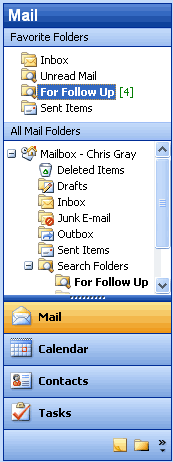 Mail
Favorite Folders
Inbox
Unread Mail
For Follow Up [4]
Sent Items
All Mail Folders
Mailbox - Chris Gray
Deleted Items
Drafts
Inbox
Junk E-mail
Outbox
Sent Items
Search Folders
For Follow Up
Mail
Calendar
Contacts
Tasks